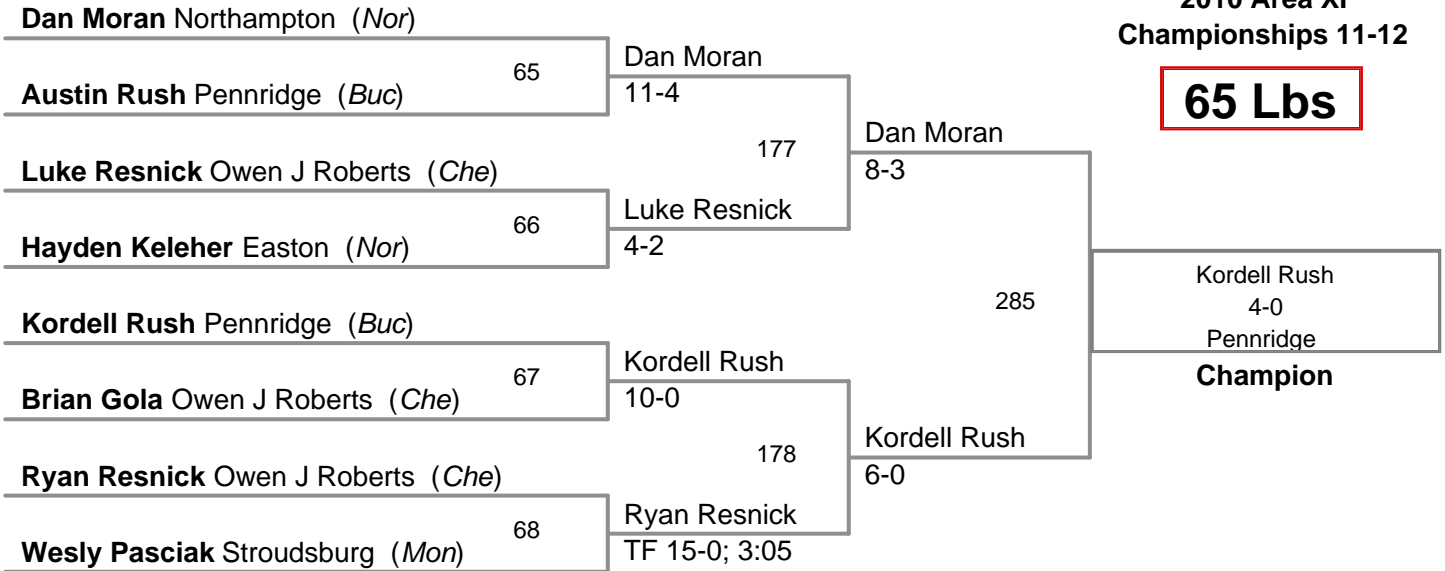 2010 Area XI
Championships 11-12
65 Lbs
Dan Moran Northampton (Nor)
65
Austin Rush Pennridge (Buc)
Dan Moran
11-4
177
Luke Resnick Owen J Roberts (Che)
66
Hayden Keleher Easton (Nor)
Luke Resnick
4-2
Dan Moran
8-3
285
Kordell Rush Pennridge (Buc)
67
Brian Gola Owen J Roberts (Che)
Kordell Rush
10-0
178
Ryan Resnick Owen J Roberts (Che)
68
Wesly Pasciak Stroudsburg (Mon)
Ryan Resnick
TF 15-0; 3:05
Kordell Rush
6-0
Kordell Rush
4-0
Pennridge
Champion